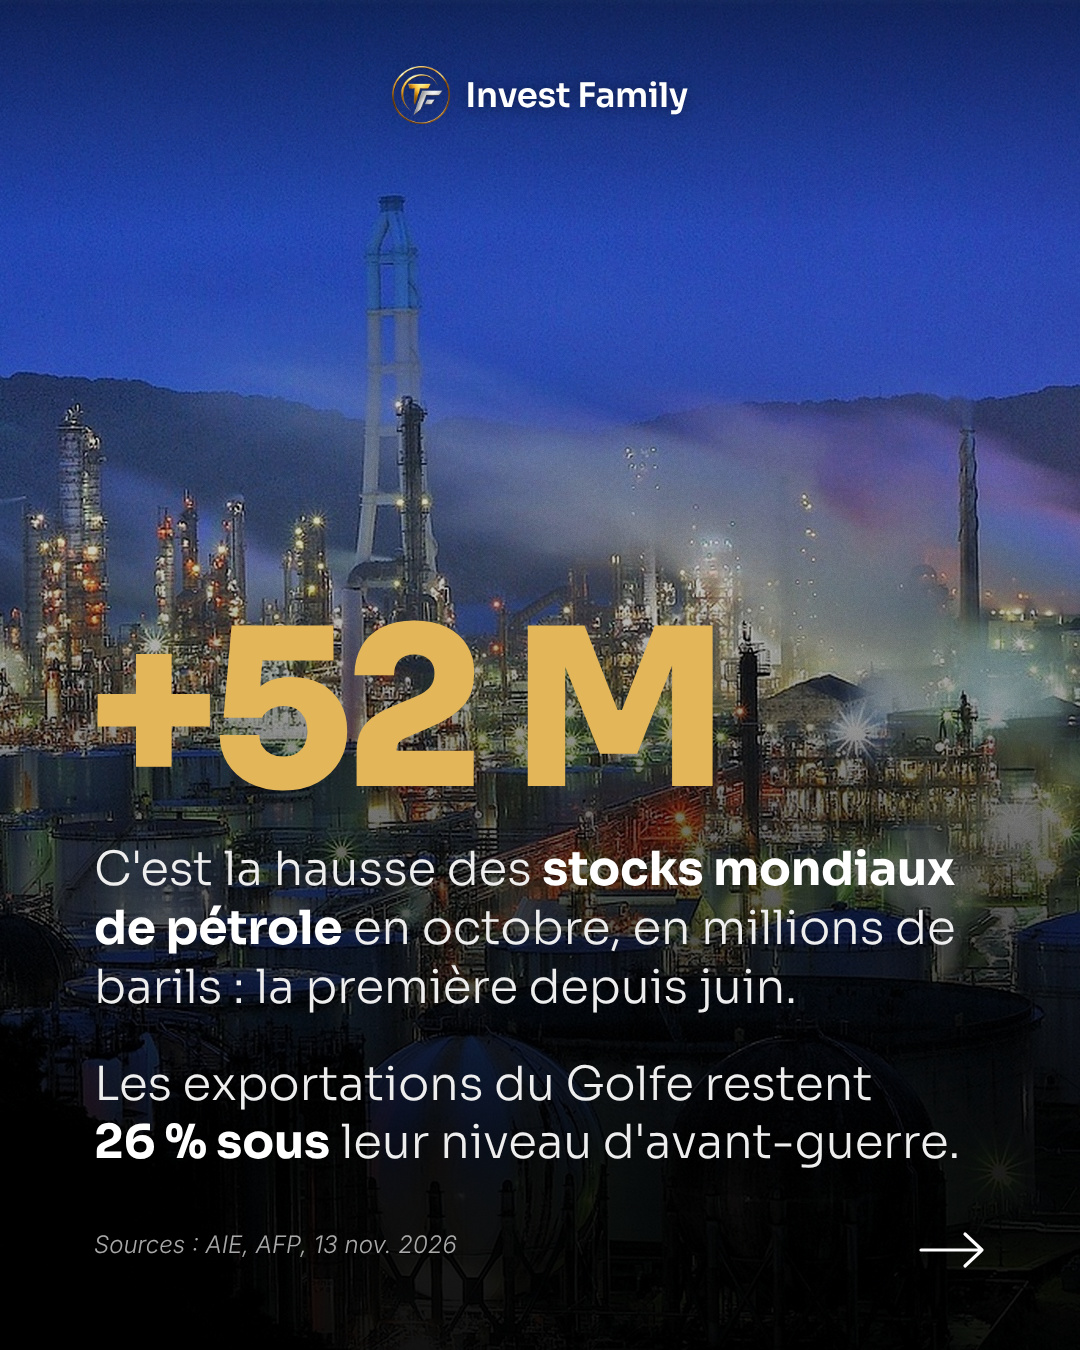 Invest Family
+52 M
C'est la hausse des stocks mondiaux
de pétrole en octobre, en millions de
barils : la première depuis juin.
Les exportations du Golfe restent
26 % sous leur niveau d'avant-guerre.
Sources : AIE, AFP, 13 nov. 2026